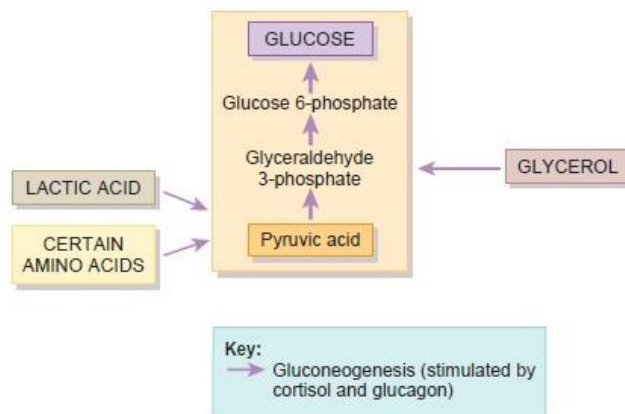 GLUCOSE
Glucose 6-phosphate
Glyceraldehyde
3-phosphate
Pyruvic acid
LACTIC ACID
CERTAIN
AMINO ACIDS
GLYCEROL
Key:
Gluconeogenesis (stimulated by
cortisol and glucagon)